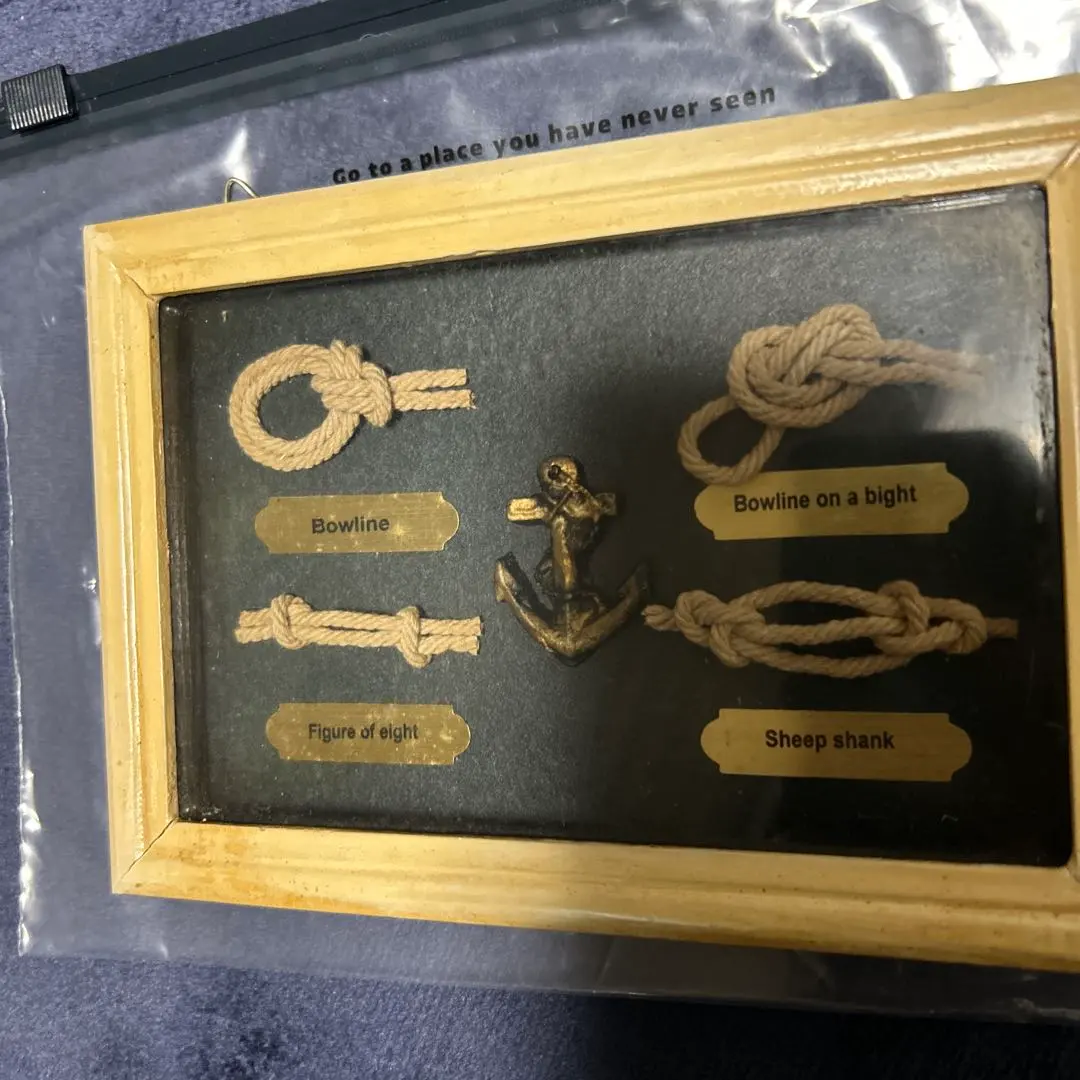 Go to a place you have never seen
Bowline
Bowline on a bight
Figure of eight
Sheep shank